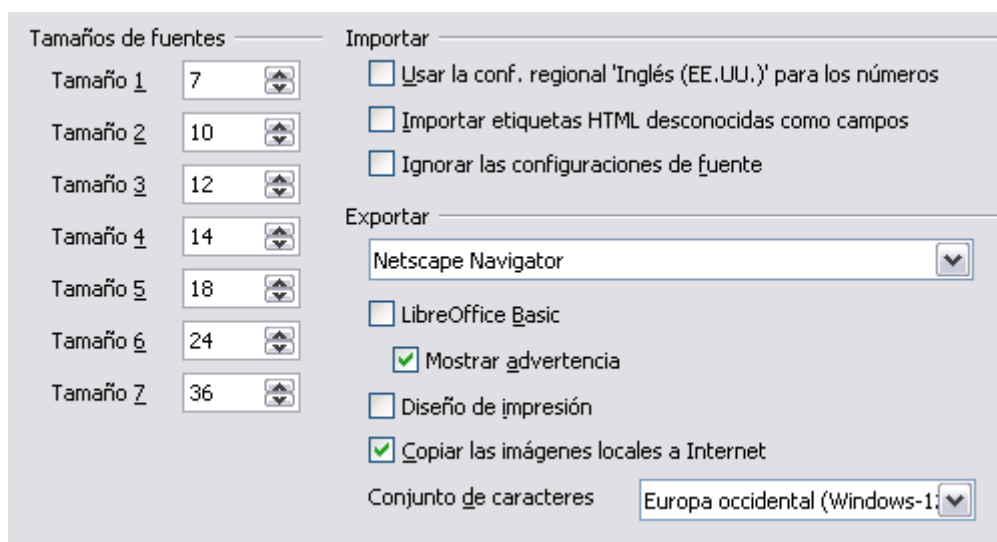 Tamaños de fuentes
Tamaño 1 7
Tamaño 2 10
Tamaño 3 12
Tamaño 4 14
Tamaño 5 18
Tamaño 6 24
Tamaño 7 36
Importar
Usar la conf. regional 'Inglés (EE.UU.)' para los números
Importar etiquetas HTML desconocidas como campos
Ignorar las configuraciones de fuente
Exportar
Netscape Navigator
LibreOffice Basic
Mostrar advertencia
Diseño de impresión
Copiar las imágenes locales a Internet
Conjunto de caracteres Europa occidental (Windows-1